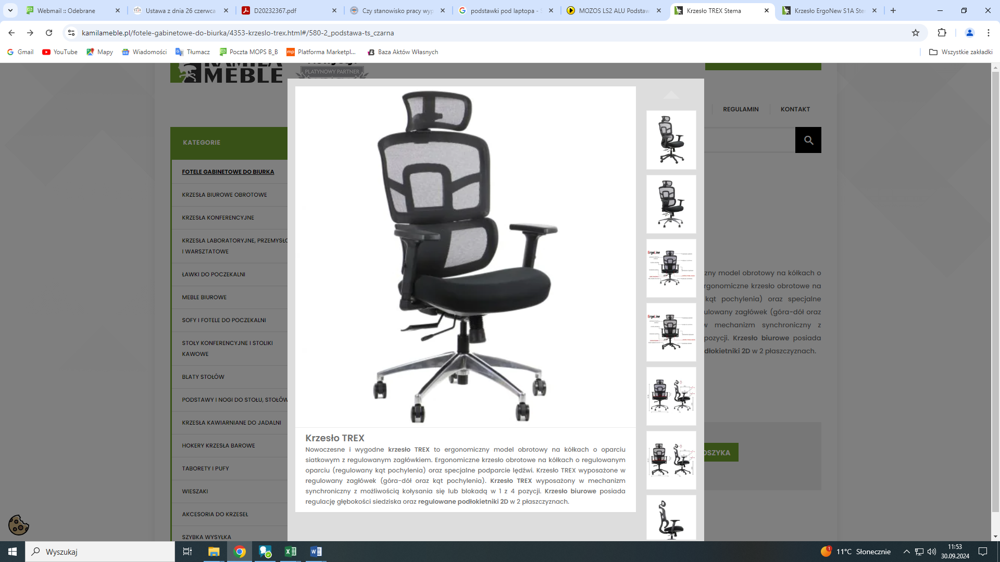 Webmail :: Odebrane
Ustawa z dnia 26 czerwca
D20232367.pdf
Czy stanowisko pracy wyp
podstawki pod laptopa - S
MOZOS LS2 ALU Podstaw
Krzesło TREX Stema
Krzesło ErgoNew S1A Ste
kamilameble.pl/fotele-gabinetowe-do-biurka/4353-krzeslo-trex.html#/580-2_podstawa-ts_czarna
Gmail
YouTube
Mapy
Wiadomości
Tłumacz
Poczta MOPS B_B
Platforma Marketpl...
Baza Aktów Własnych
Wszystkie zakładki
MEBLE
PLATYNOWY PARTNER
REGULAMIN
KONTAKT
KATEGORIE
FOTELE GABINETOWE DO BIURKA
KRZESŁA BIUROWE OBROTOWE
KRZESŁA KONFERENCYJNE
KRZESŁA LABORATORYJNE, PRZEMYSŁO
I WARSZTATOWE
ŁAWKI DO POCZEKALNI
MEBLE BIUROWE
SOFY I FOTELE DO POCZEKALNI
STOŁY KONFERENCYJNE I STOLIKI
KAWOWE
BLATY STOŁÓW
PODSTAWY I NOGI DO STOŁU, STOŁÓW
KRZESŁA KAWIARNIANE DO JADALNI
HOKERY KRZESŁA BAROWE
TABORETY I PUFY
WIESZAKI
AKCESORIA DO KRZESEŁ
SZYBKA WYSYŁKA
Krzesło TREX
Nowoczesne i wygodne krzesło TREX to ergonomiczny model obrotowy na kółkach o oparciu
siatkowym z regulowanym zagłówkiem. Ergonomiczne krzesło obrotowe na kółkach o regulowanym
oparciu (regulowany kąt pochylenia) oraz specjalne podparcie lędźwi. Krzesło TREX wyposażone w
regulowany zagłówek (góra-dół oraz kąt pochylenia). Krzesło TREX wyposażony w mechanizm
synchroniczny z możliwością kołysania się lub blokadą w 1 z 4 pozycji. Krzesło biurowe posiada
regulację głębokości siedziska oraz regulowane podłokietniki 2D w 2 płaszczyznach.
ErgoLine
ErgoLine
zny model obrotowy na kółkach o
rgonomiczne krzesło obrotowe na
kąt pochylenia) oraz specjalne
ulowany zagłówek (góra-dół oraz
w mechanizm synchroniczny z
pozycji. Krzesło biurowe posiada
dłokietniki 2D w 2 płaszczyznach.
OSZYKA
Wyszukaj
1
11°C Słonecznie
11:53
30.09.2024